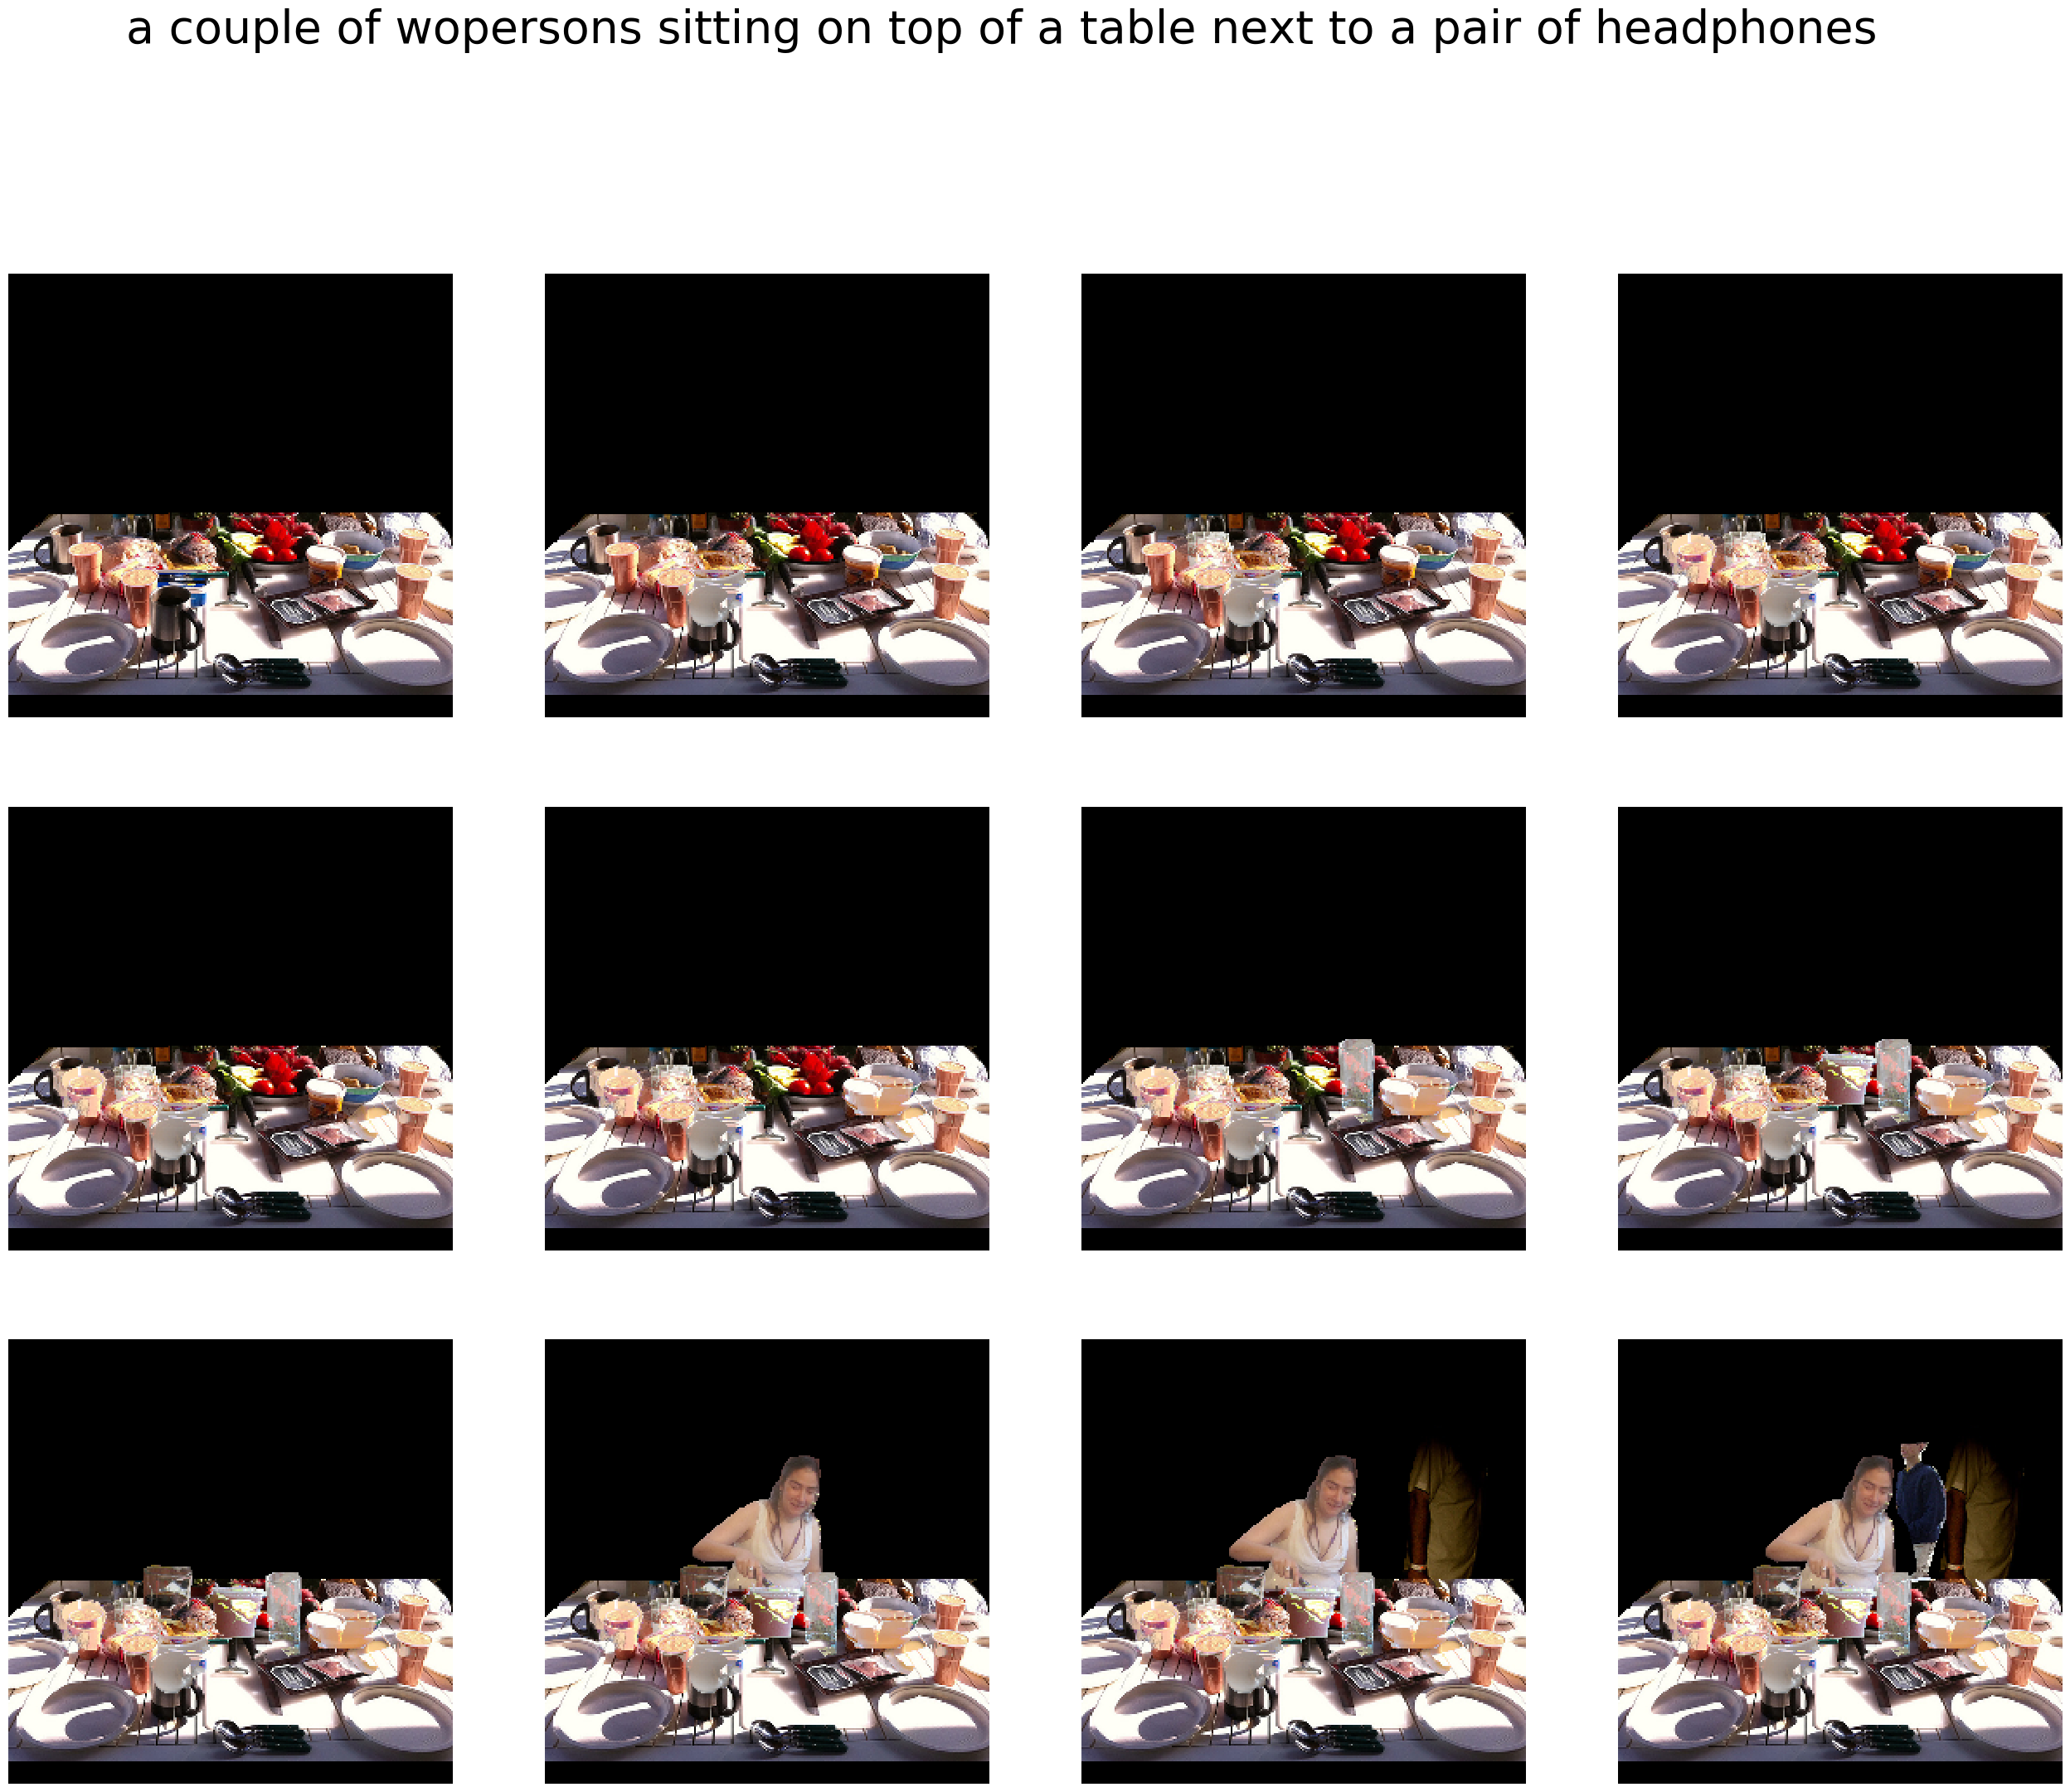 a couple of wopersons sitting on top of a table next to a pair of headphones